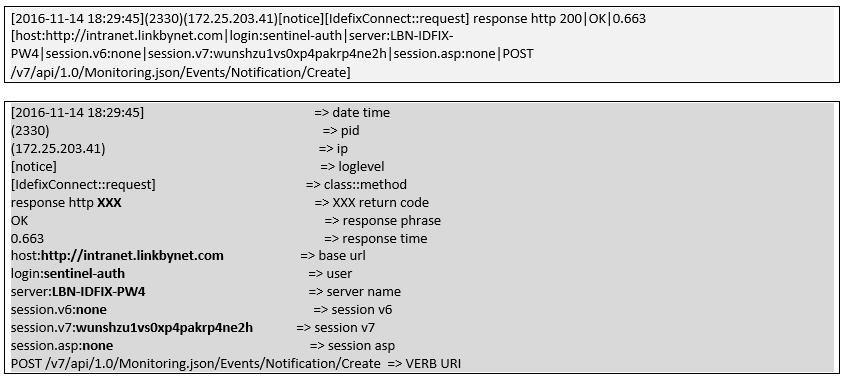 [2016-11-14 18:29:45](2330)(172.25.203.41)[notice][IdefixConnect::request] response http 200|OK|0.663
[host:http://intranet.linkbynet.com|login:sentinel-auth|server:LBN-IDFIX-
PW4|session.v6:none|session.v7:wunshzu1vs0xp4pakrp4ne2h|session.asp:none|POST
/v7/api/1.0/Monitoring.json/Events/Notification/Create]
[2016-11-14 18:29:45] => date time
(2330) => pid
(172.25.203.41) => ip
[notice] => loglevel
[IdefixConnect::request] => class::method
response http XXX => XXX return code
OK => response phrase
0.663 => response time
host:http://intranet.linkbynet.com => base url
login:sentinel-auth => user
server:LBN-IDFIX-PW4 => server name
session.v6:none => session v6
session.v7:wunshzu1vs0xp4pakrp4ne2h => session v7
session.asp:none => session asp
POST /v7/api/1.0/Monitoring.json/Events/Notification/Create => VERB URI